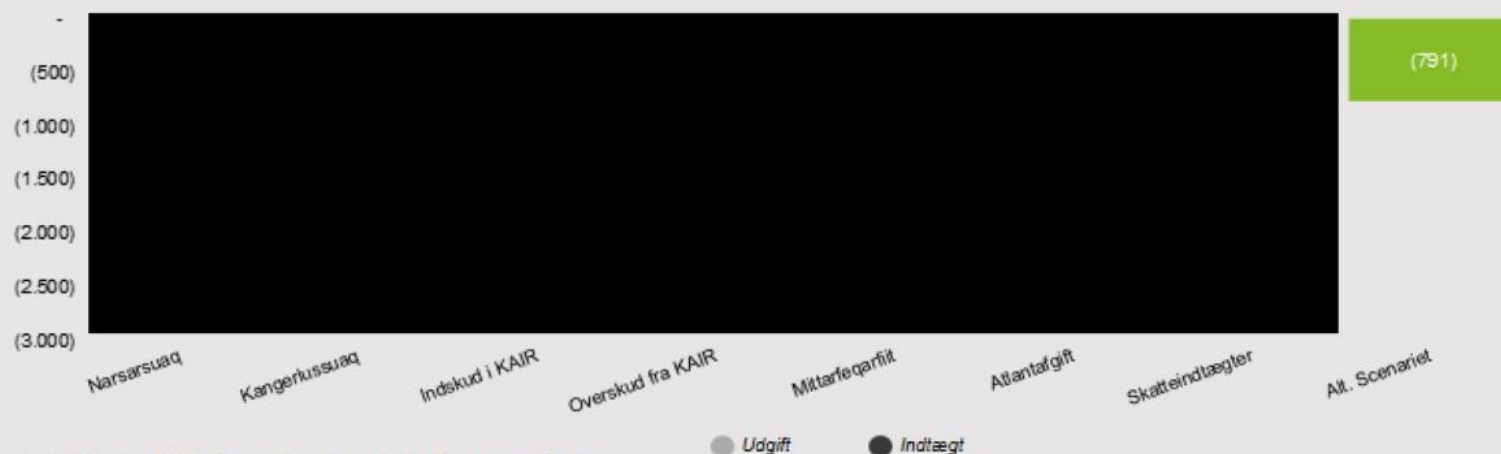 -
(500)
(1.000)
(1.500)
(2.000)
(2.500)
(3.000)
(791)
Narsarsuaq
Kangerlussuaq
Indskud i KAIR
Overskud fra KAIR
Mittarfeqarfiit
Atlantafgift
Skatteindtægter
Alt. Scenariet
Udgift
Indtægt